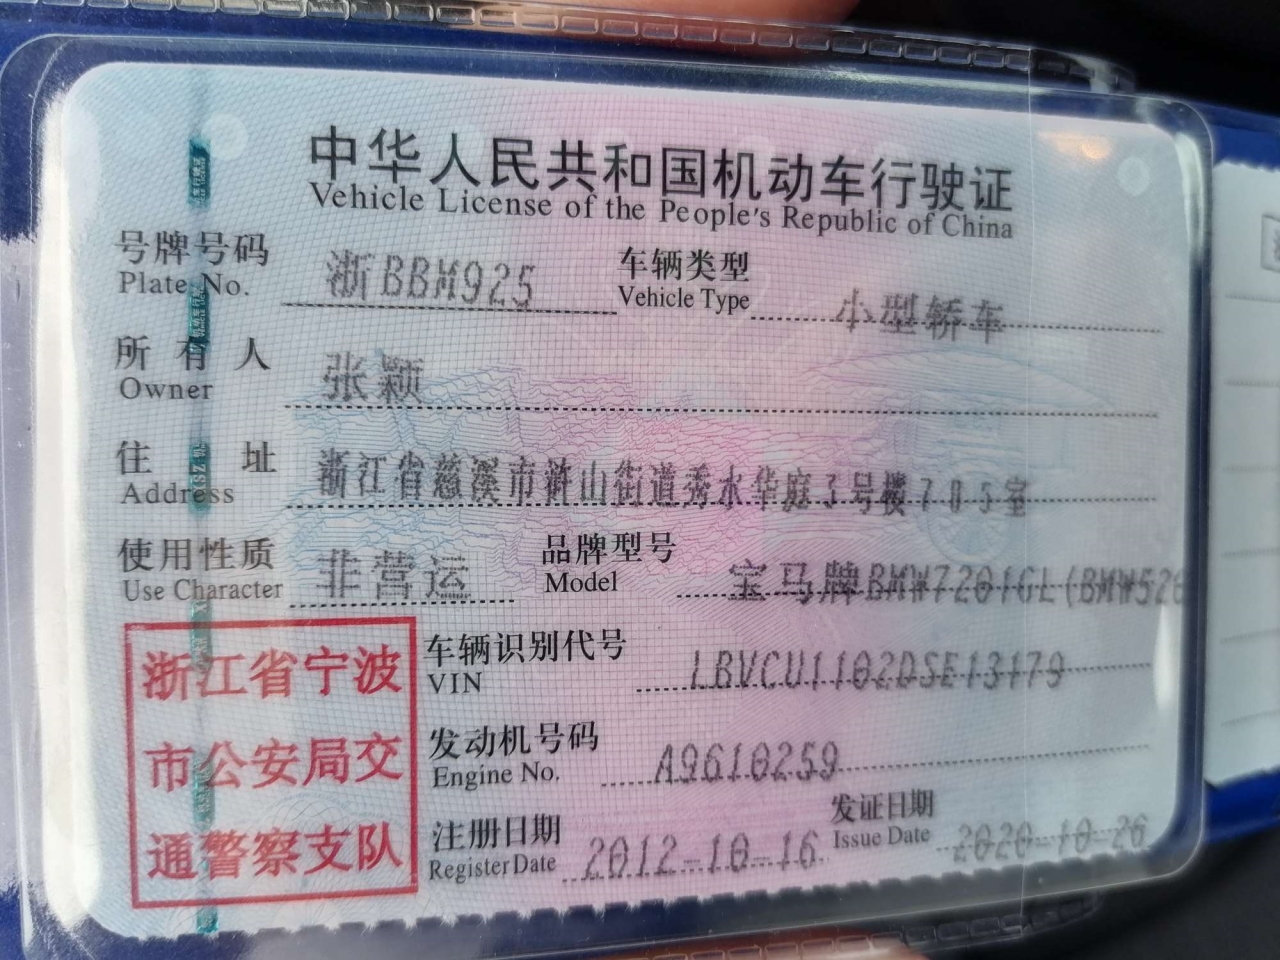 中华人民共和国机动车行驶证
Vehicle License of the People's Republic of China
号牌号码 浙BBM925 车辆类型 小型轿车
Plate No. Vehicle Type
所有人 张颖
Owner
住址 浙江省慈溪市浒山街道秀水华庭3号楼705室
Address
使用性质 非营运 品牌型号 宝马牌BMW7201GL(BMW520
Use Character Model
浙江省宁波
市公安局交
通警察支队
车辆识别代号 LBVCU1102DSE13179
VIN
发动机号码 A9610259
Engine No.
注册日期 2012-10-16 发证日期 2020-10-26
Register Date Issue Date